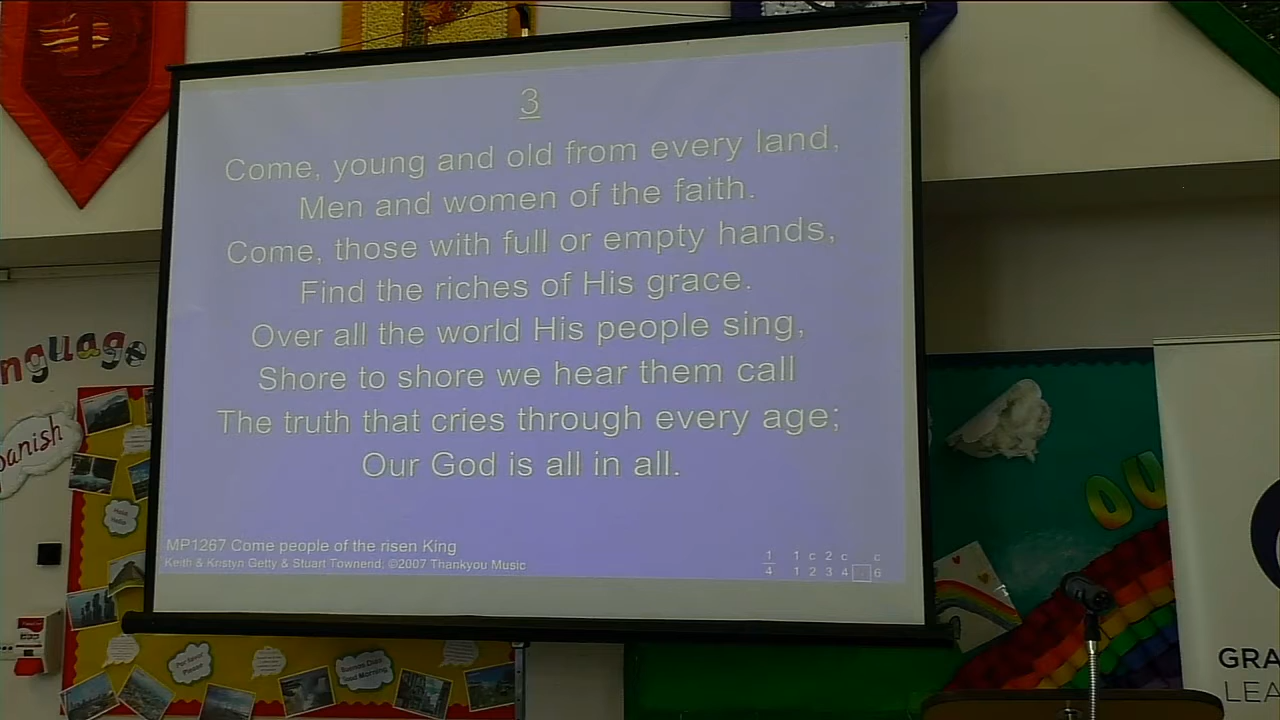 3
Come, young and old from every land,
Men and women of the faith.
Come, those with full or empty hands,
Find the riches of His grace.
Over all the world His people sing,
Shore to shore we hear them call
The truth that cries through every age;
Our God is all in all.
MP1267 Come people of the risen King
Keith & Kristyn Getty & Stuart Townend; ©2007 Thankyou Music
1 1 c 2 c c
4 1 2 3 4 6
nguage
panish
OU
GRA
LEA